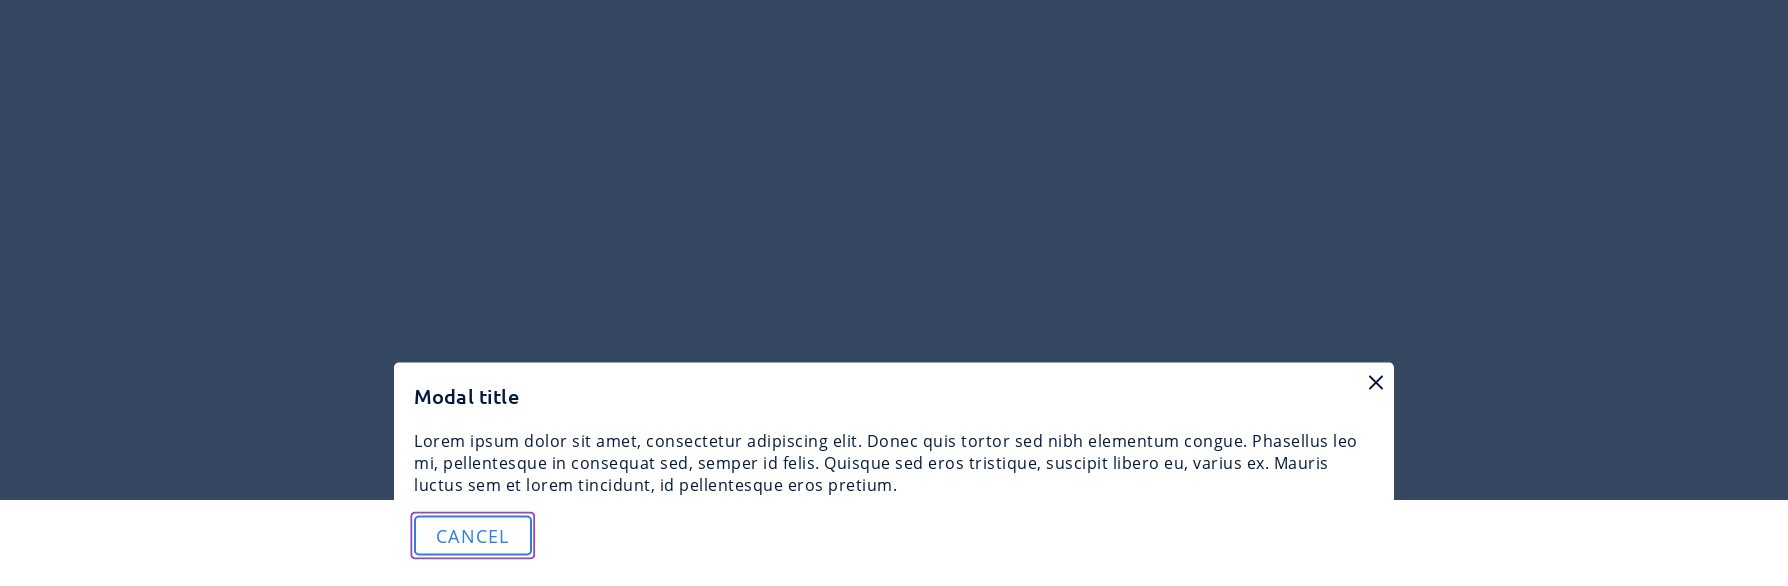 Modal title
Lorem ipsum dolor sit amet, consectetur adipiscing elit. Donec quis tortor sed nibh elementum congue. Phasellus leo
mi, pellentesque in consequat sed, semper id felis. Quisque sed eros tristique, suscipit libero eu, varius ex. Mauris
luctus sem et lorem tincidunt, id pellentesque eros pretium.
CANCEL